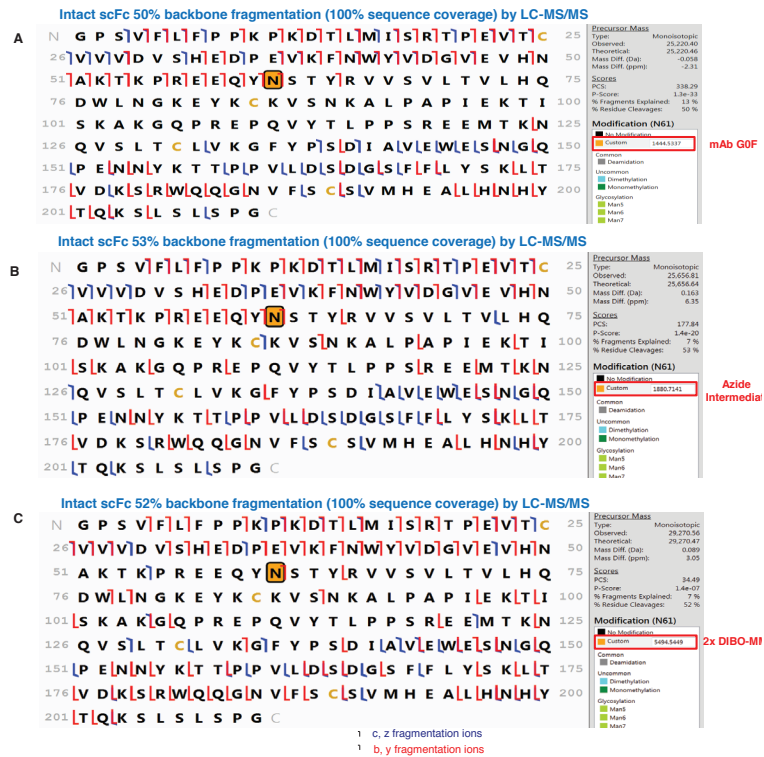 Intact scFc 50% backbone fragmentation (100% sequence coverage) by LC-MS/MS
A
N G P S V F L F P P K P K D T L M I S R T P E V T C 25
26 V V V D V S H E D P E V K F N W Y V D G V E V H N 50
51 A K T K P R E E Q Y N S T Y R V V S V L T V L H Q 75
76 D W L N G K E Y K C K V S N K A L P A P I E K T I 100
101 S K A K G Q P R E P Q V Y T L P P S R E E M T K N 125
126 Q V S L T C L V K G F Y P S D I A V E W E S N G Q 150
151 P E N N Y K T T P P V L D S D G S F F L Y S K L T 175
176 V D K S R W Q Q G N V F S C S V M H E A L H N H Y 200
201 T Q K S L S L S P G C
Precursor Mass
Type: Monoisotopic
Observed: 25,220.40
Theoretical: 25,220.46
Mass Diff. (Da): -0.058
Mass Diff. (ppm): -2.31
Scores
PCS: 338.29
P-Score: 1.3e-33
% Fragments Explained: 13 %
% Residue Cleavages: 50 %
Modification (N61)
No Modification
Custom 1444.5337
Common
Deamidation
Uncommon
Dimethylation
Monomethylation
Glycosylation
Man5
Man6
Man7
mAb G0F
Intact scFc 53% backbone fragmentation (100% sequence coverage) by LC-MS/MS
B
N G P S V F L F P P K P K D T L M I S R T P E V T C 25
26 V V V D V S H E D P E V K F N W Y V D G V E V H N 50
51 A K T K P R E E Q Y N S T Y R V V S V L T V L H Q 75
76 D W L N G K E Y K C K V S N K A L P A P I E K T I 100
101 S K A K G Q P R E P Q V Y T L P P S R E E M T K N 125
126 Q V S L T C L V K G F Y P S D I A V E W E S N G Q 150
151 P E N N Y K T T P P V L D S D G S F F L Y S K L T 175
176 V D K S R W Q Q G N V F S C S V M H E A L H N H Y 200
201 T Q K S L S L S P G C
Precursor Mass
Type: Monoisotopic
Observed: 25,656.81
Theoretical: 25,656.64
Mass Diff. (Da): 0.163
Mass Diff. (ppm): 6.35
Scores
PCS: 177.84
P-Score: 1.4e-20
% Fragments Explained: 7 %
% Residue Cleavages: 53 %
Modification (N61)
No Modification
Custom 1880.7141
Common
Deamidation
Uncommon
Dimethylation
Monomethylation
Glycosylation
Man5
Man6
Man7
Azide
Intermediat
Intact scFc 52% backbone fragmentation (100% sequence coverage) by LC-MS/MS
C
N G P S V F L F P P K P K D T L M I S R T P E V T C 25
26 V V V D V S H E D P E V K F N W Y V D G V E V H N 50
51 A K T K P R E E Q Y N S T Y R V V S V L T V L H Q 75
76 D W L N G K E Y K C K V S N K A L P A P I E K T I 100
101 S K A K G Q P R E P Q V Y T L P P S R E E M T K N 125
126 Q V S L T C L V K G F Y P S D I A V E W E S N G Q 150
151 P E N N Y K T T P P V L D S D G S F F L Y S K L T 175
176 V D K S R W Q Q G N V F S C S V M H E A L H N H Y 200
201 T Q K S L S L S P G C
Precursor Mass
Type: Monoisotopic
Observed: 29,270.56
Theoretical: 29,270.47
Mass Diff. (Da): 0.089
Mass Diff. (ppm): 3.05
Scores
PCS: 34.49
P-Score: 1.4e-07
% Fragments Explained: 7 %
% Residue Cleavages: 52 %
Modification (N61)
No Modification
Custom 5494.5449
Common
Deamidation
Uncommon
Dimethylation
Monomethylation
Glycosylation
Man5
Man6
Man7
2x DIBO-MM
c, z fragmentation ions
b, y fragmentation ions